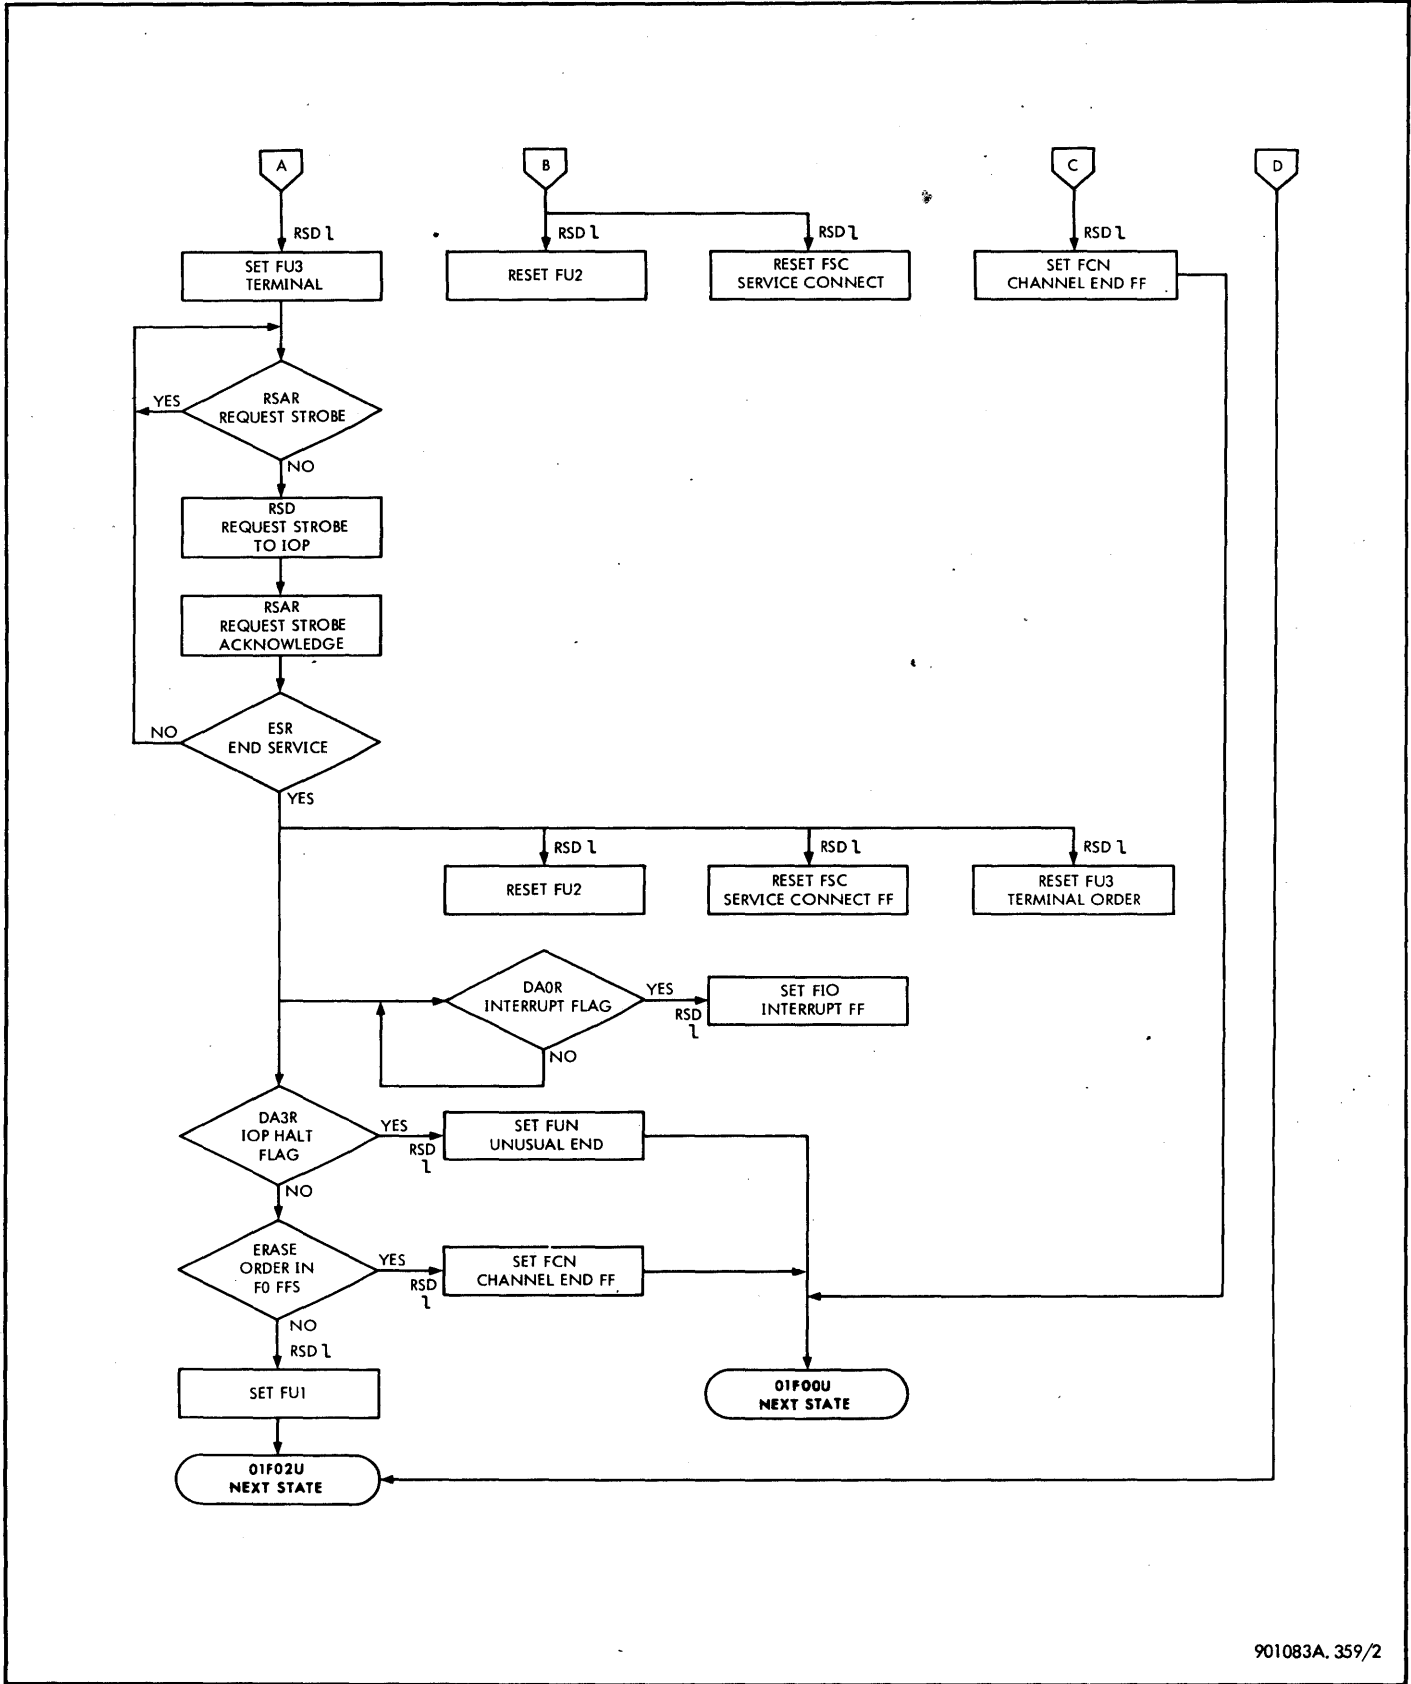 A
B
C
D
RSD l
RSD l
RSD l
RSD l
SET FU3
TERMINAL
RESET FU2
RESET FSC
SERVICE CONNECT
SET FCN
CHANNEL END FF
YES
RSAR
REQUEST STROBE
NO
RSD
REQUEST STROBE
TO IOP
RSAR
REQUEST STROBE
ACKNOWLEDGE
NO
ESR
END SERVICE
YES
RSD l
RSD l
RSD l
RESET FU2
RESET FSC
SERVICE CONNECT FF
RESET FU3
TERMINAL ORDER
DA0R
INTERRUPT FLAG
YES
RSD
l
SET FIO
INTERRUPT FF
NO
DA3R
IOP HALT
FLAG
YES
RSD
l
SET FUN
UNUSUAL END
NO
ERASE
ORDER IN
F0 FFS
YES
RSD
l
SET FCN
CHANNEL END FF
NO
RSD l
SET FU1
01F00U
NEXT STATE
01F02U
NEXT STATE
901083A. 359/2